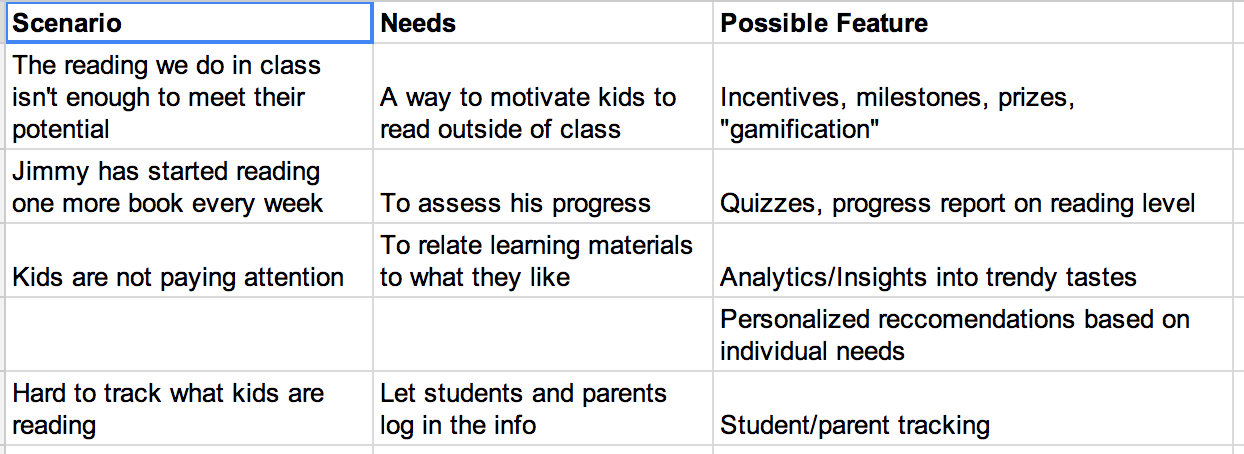 Scenario Needs Possible Feature
The reading we do in class
isn't enough to meet their
potential
A way to motivate kids to
read outside of class
Incentives, milestones, prizes,
"gamification"
Jimmy has started reading
one more book every week
To assess his progress
Quizzes, progress report on reading level
Kids are not paying attention
To relate learning materials
to what they like
Analytics/Insights into trendy tastes
Personalized reccomendations based on
individual needs
Hard to track what kids are
reading
Let students and parents
log in the info
Student/parent tracking